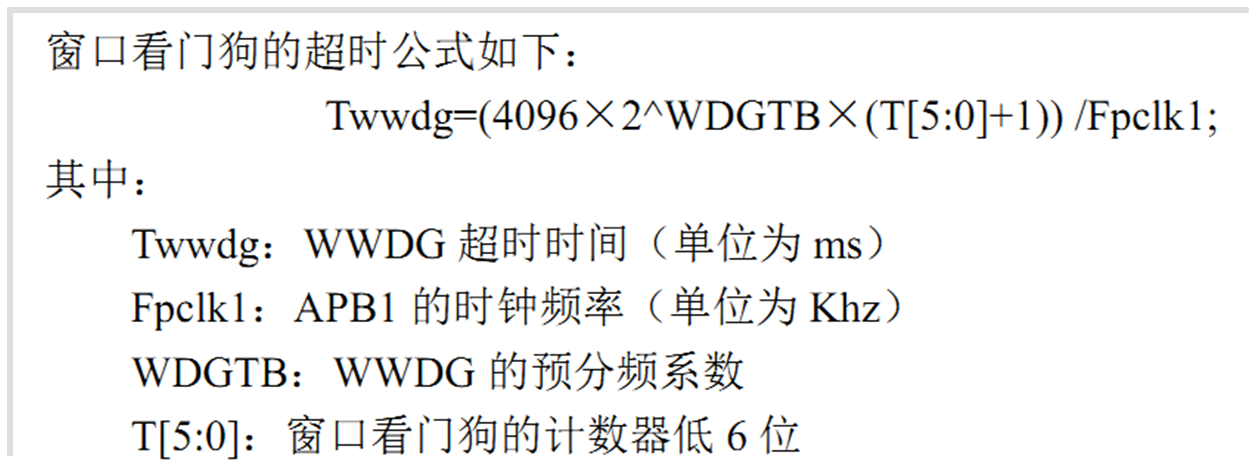 窗口看门狗的超时公式如下：
Twwdg=(4096×2^WDGTB×(T[5:0]+1)) /Fpclk1;
其中：
Twwdg：WWDG 超时时间（单位为 ms）
Fpclk1：APB1 的时钟频率（单位为 Khz）
WDGTB：WWDG 的预分频系数
T[5:0]：窗口看门狗的计数器低 6 位